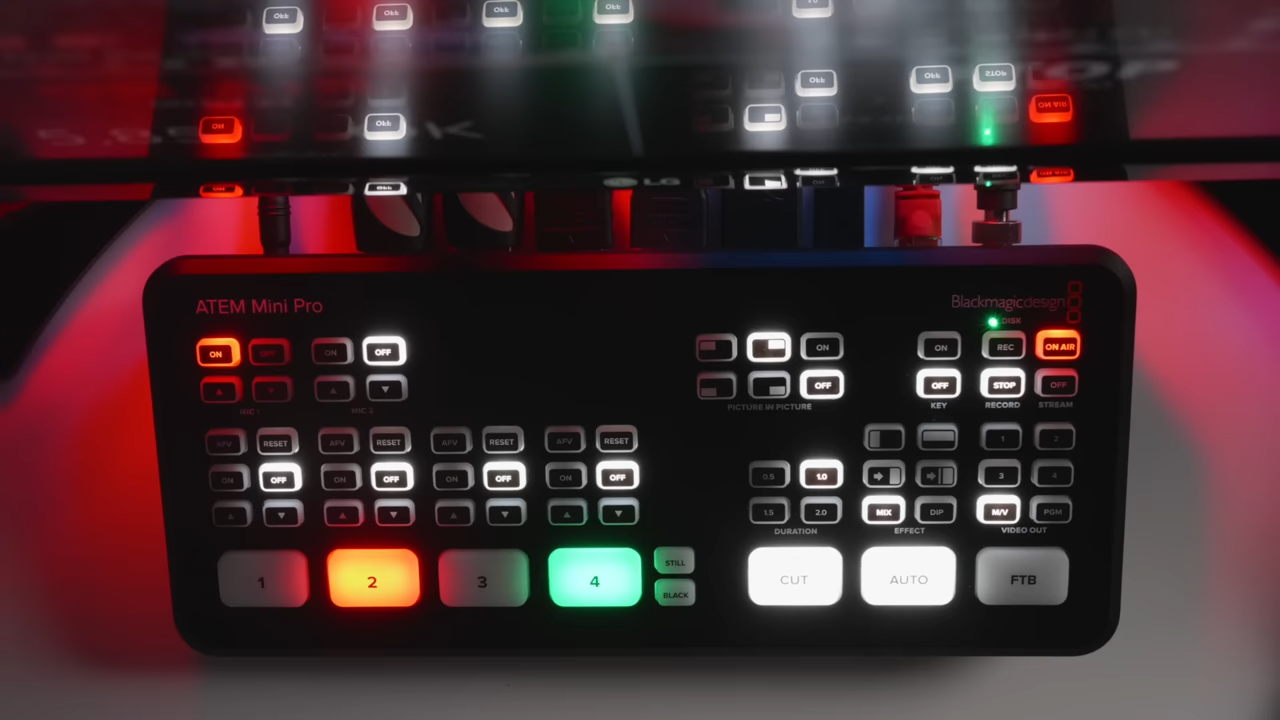 LG
ATEM Mini Pro
Blackmagicdesign
DISK
ON OFF ON OFF ON REC ON AIR
ON
▲ ▼ ▲ ▼ OFF OFF STOP OFF
MIC 1 MIC 2 PICTURE IN PICTURE KEY RECORD STREAM
AFV RESET AFV RESET AFV RESET AFV RESET 1 2
ON OFF ON OFF ON OFF ON OFF 0.5 1.0 3 4
▲ ▼ ▲ ▼ ▲ ▼ ▲ ▼ 1.5 2.0 MIX DIP M/V PGM
DURATION EFFECT VIDEO OUT
1 2 3 4 STILL CUT AUTO FTB
BLACK